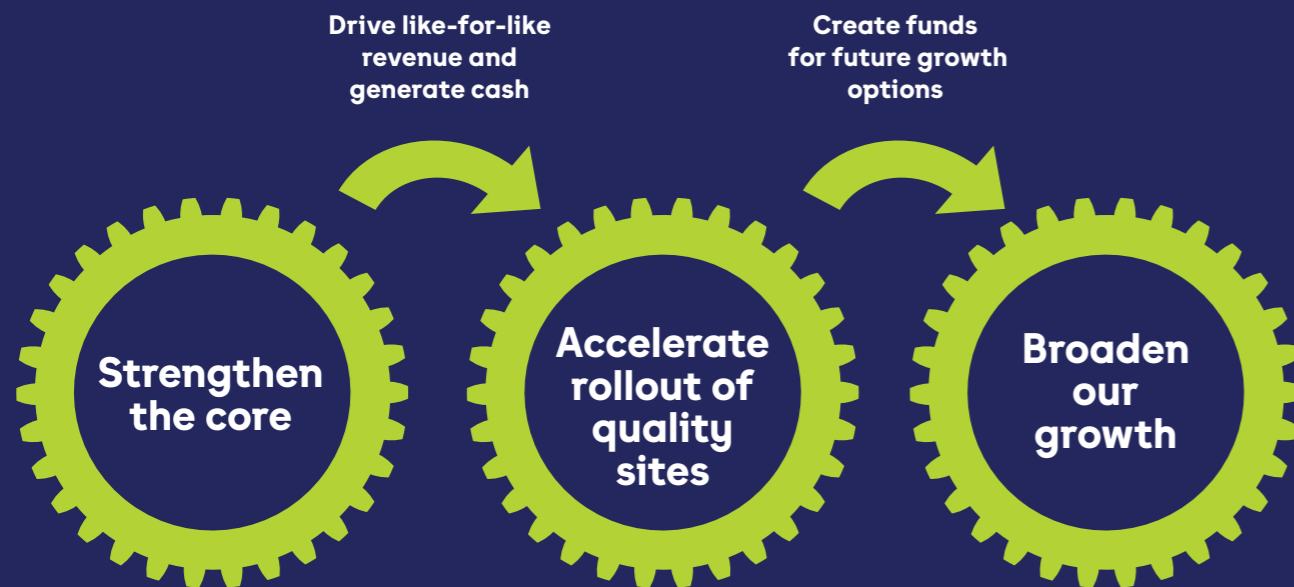 Drive like-for-like
revenue and
generate cash
Create funds
for future growth
options
Strengthen
the core
Accelerate
rollout of
quality
sites
Broaden
our
growth